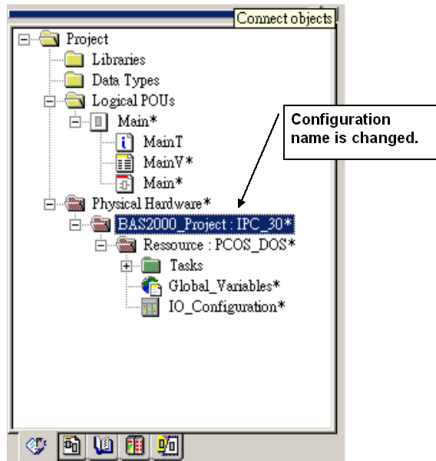 Connect objects
Project
Libraries
Data Types
Logical POUs
Main*
MainT
MainV*
Main*
Physical Hardware*
BAS2000_Project : IPC_30*
Ressource : PCOS_DOS*
Tasks
Global_Variables*
IO_Configuration*
Configuration
name is changed.